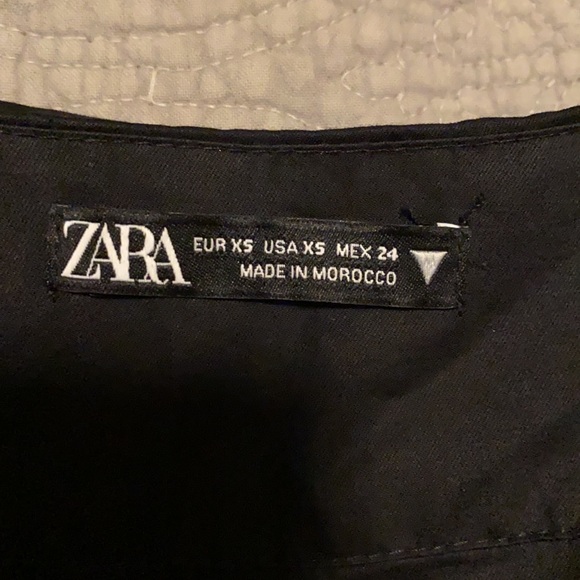 ZARA
EUR XS USA XS MEX 24
MADE IN MOROCCO